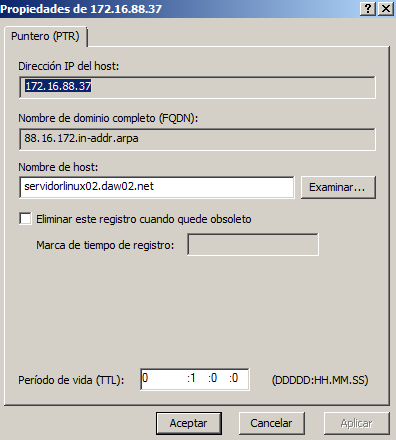 Propiedades de 172.16.88.37
Puntero (PTR)
Dirección IP del host:
172.16.88.37
Nombre de dominio completo (FQDN):
88.16.172.in-addr.arpa
Nombre de host:
servidorlinux02.daw02.net
Examinar...
Eliminar este registro cuando quede obsoleto
Marca de tiempo de registro:
Período de vida (TTL): 0 :1 :0 :0 (DDDDD:HH.MM.SS)
Aceptar Cancelar Aplicar